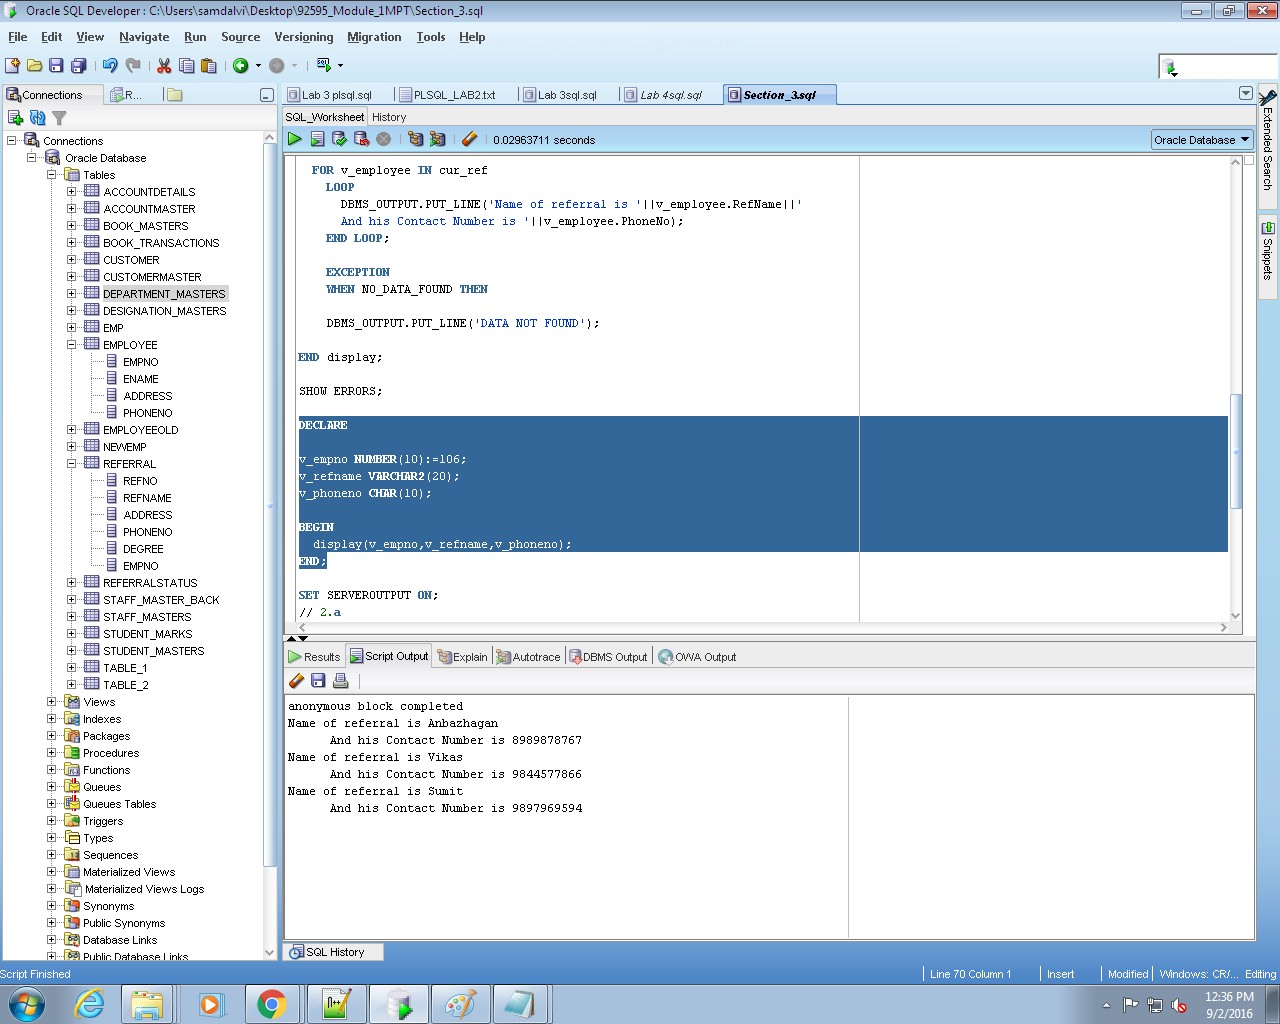 Oracle SQL Developer : C:\Users\samdalvi\Desktop\92595_Module_1MPT\Section_3.sql
File Edit View Navigate Run Source Versioning Migration Tools Help
Connections R...
Connections
Oracle Database
Tables
ACCOUNTDETAILS
ACCOUNTMASTER
BOOK_MASTERS
BOOK_TRANSACTIONS
CUSTOMER
CUSTOMERMASTER
DEPARTMENT_MASTERS
DESIGNATION_MASTERS
EMP
EMPLOYEE
EMPNO
ENAME
ADDRESS
PHONENO
EMPLOYEEOLD
NEWEMP
REFERRAL
REFNO
REFNAME
ADDRESS
PHONENO
DEGREE
EMPNO
REFERRALSTATUS
STAFF_MASTER_BACK
STAFF_MASTERS
STUDENT_MARKS
STUDENT_MASTERS
TABLE_1
TABLE_2
Views
Indexes
Packages
Procedures
Functions
Queues
Queues Tables
Triggers
Types
Sequences
Materialized Views
Materialized Views Logs
Synonyms
Public Synonyms
Database Links
Public Database Links
Lab 3 plsql.sql PLSQL_LAB2.txt Lab 3sql.sql Lab 4sql.sql Section_3.sql
SQL_Worksheet History
0.02963711 seconds Oracle Database
FOR v_employee IN cur_ref
LOOP
DBMS_OUTPUT.PUT_LINE('Name of referral is '||v_employee.RefName||'
And his Contact Number is '||v_employee.PhoneNo);
END LOOP;
EXCEPTION
WHEN NO_DATA_FOUND THEN
DBMS_OUTPUT.PUT_LINE('DATA NOT FOUND');
END display;
SHOW ERRORS;
DECLARE
v_empno NUMBER(10):=106;
v_refname VARCHAR2(20);
v_phoneno CHAR(10);
BEGIN
display(v_empno,v_refname,v_phoneno);
END;
SET SERVEROUTPUT ON;
// 2.a
Results Script Output Explain Autotrace DBMS Output OWA Output
anonymous block completed
Name of referral is Anbazhagan
And his Contact Number is 8989878767
Name of referral is Vikas
And his Contact Number is 9844577866
Name of referral is Sumit
And his Contact Number is 9897969594
SQL History
Extended Search
Snippets
Script Finished Line 70 Column 1 Insert Modified Windows: CR/... Editing
12:36 PM
9/2/2016